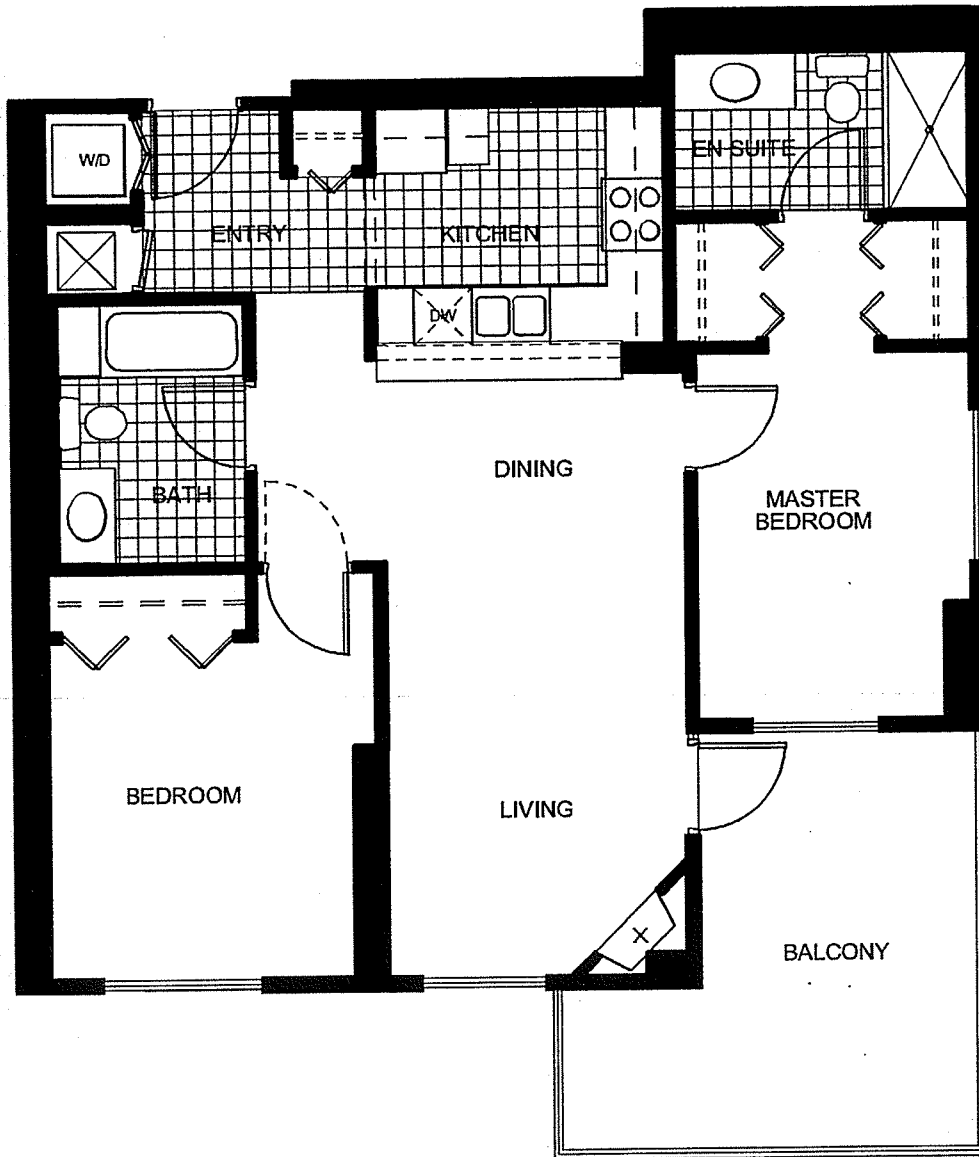 W/D
EN SUITE
ENTRY
KITCHEN
DW
DINING
BATH
MASTER
BEDROOM
BEDROOM
LIVING
BALCONY